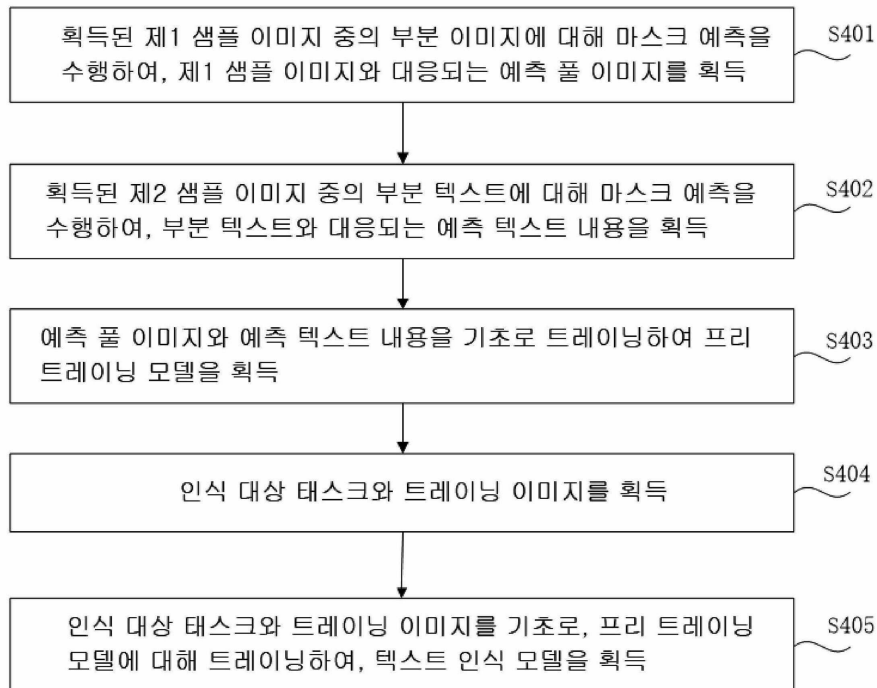 획득된 제1 샘플 이미지 중의 부분 이미지에 대해 마스크 예측을
수행하여, 제1 샘플 이미지와 대응되는 예측 풀 이미지를 획득
S401
획득된 제2 샘플 이미지 중의 부분 텍스트에 대해 마스크 예측을
수행하여, 부분 텍스트와 대응되는 예측 텍스트 내용을 획득
S402
예측 풀 이미지와 예측 텍스트 내용을 기초로 트레이닝하여 프리
트레이닝 모델을 획득
S403
인식 대상 태스크와 트레이닝 이미지를 획득
S404
인식 대상 태스크와 트레이닝 이미지를 기초로, 프리 트레이닝
모델에 대해 트레이닝하여, 텍스트 인식 모델을 획득
S405